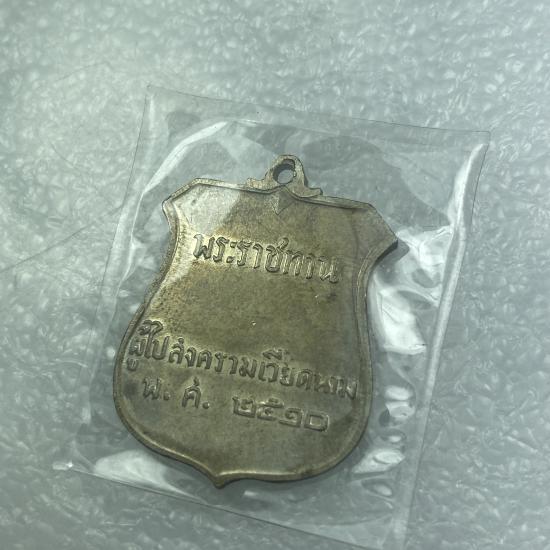 พระราชทาน
ผู้ไปสงครามเวียดนาม
พ.ศ. ๒๕๑๐